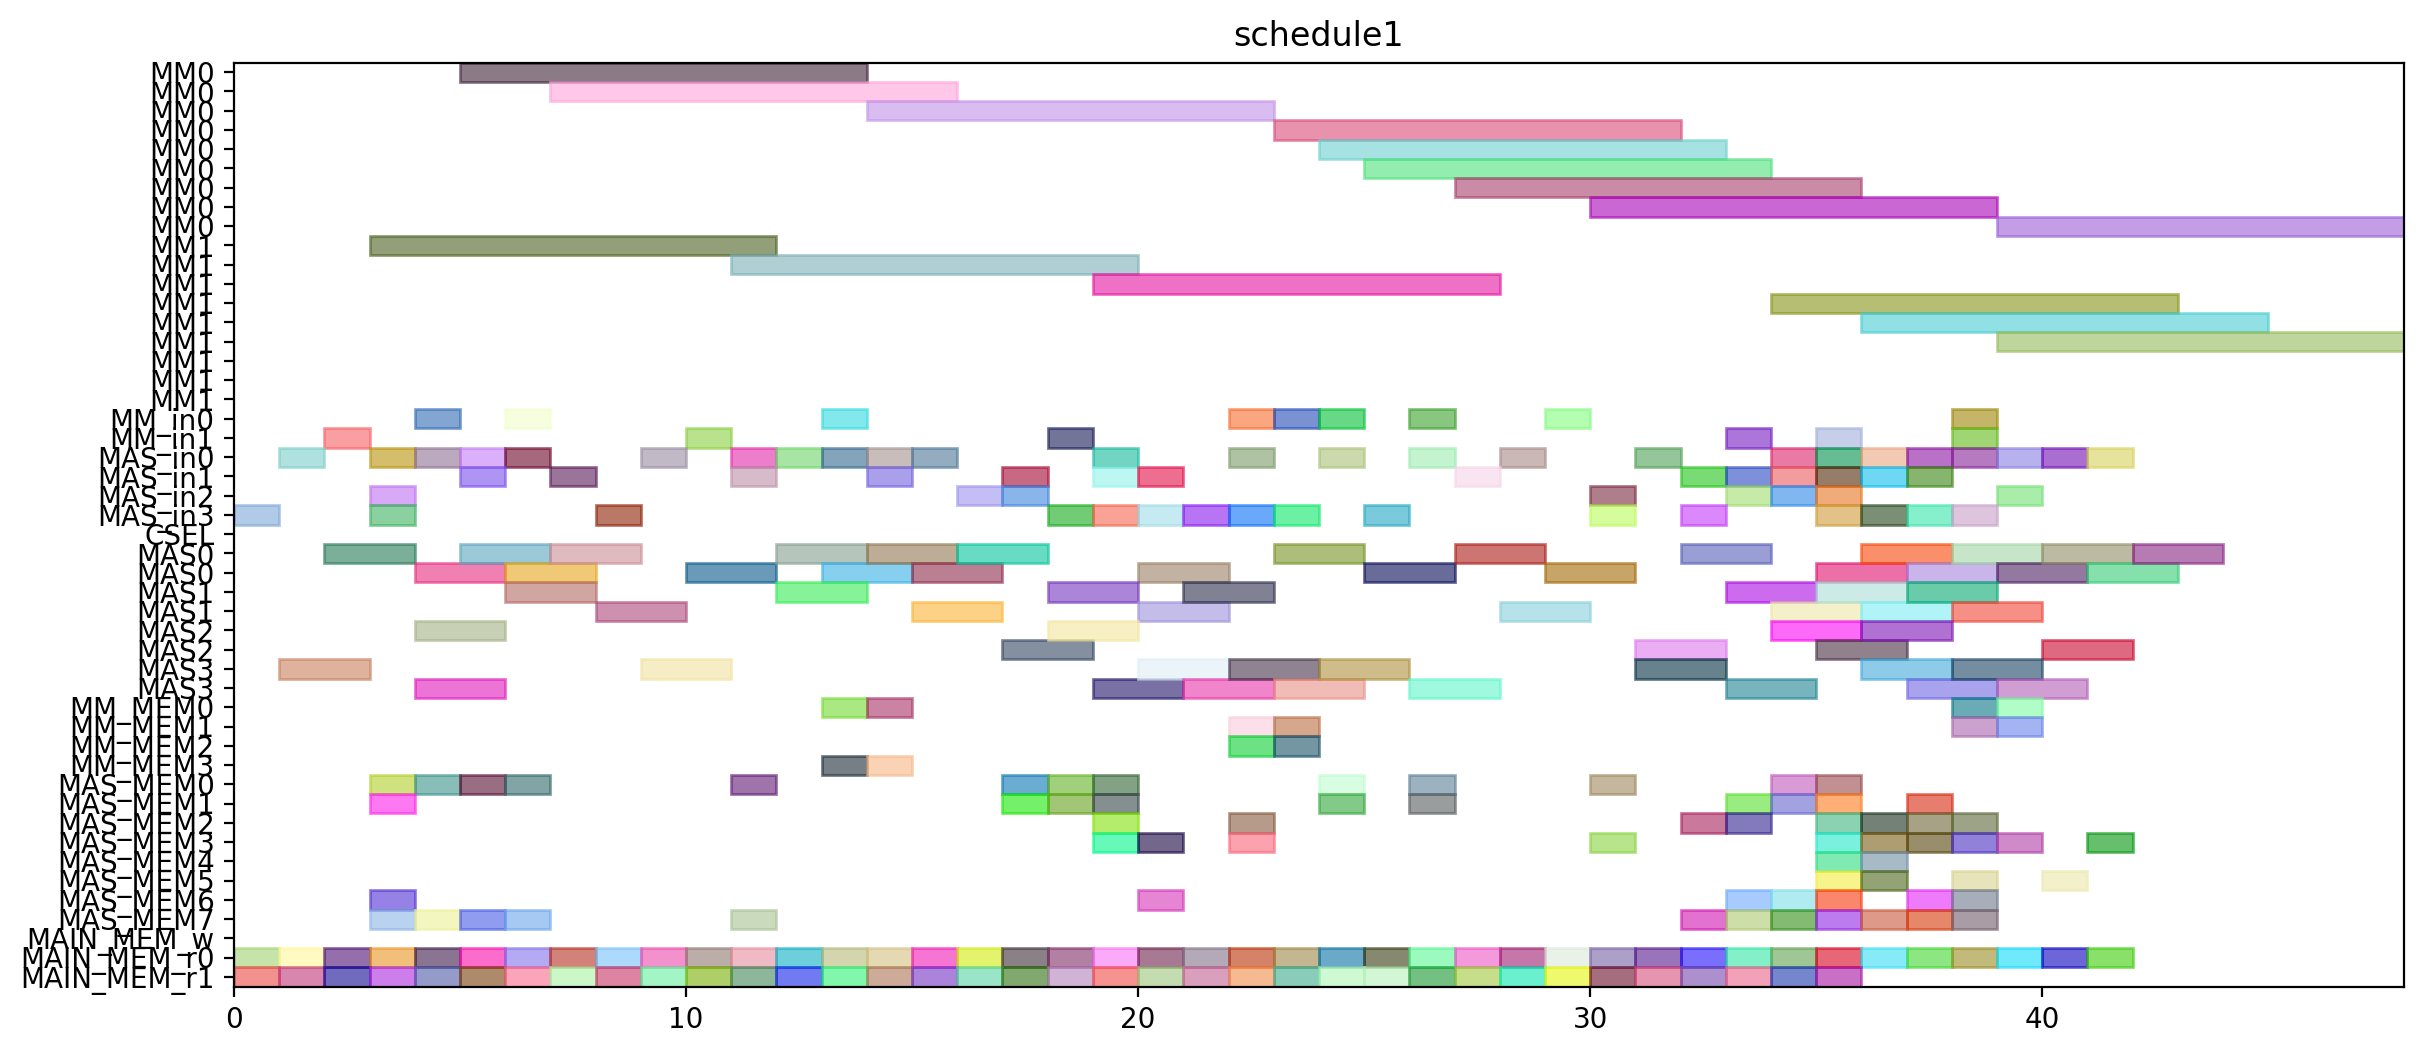 schedule1
MM0
MM0
MM0
MM0
MM0
MM0
MM0
MM0
MM0
MM1
MM1
MM1
MM1
MM1
MM1
MM1
MM1
MM1
MM_in0
MM_in1
MAS_in0
MAS_in1
MAS_in2
MAS_in3
CSEL
MAS0
MAS0
MAS1
MAS1
MAS2
MAS2
MAS3
MAS3
MM_MEM0
MM_MEM1
MM_MEM2
MM_MEM3
MAS_MEM0
MAS_MEM1
MAS_MEM2
MAS_MEM3
MAS_MEM4
MAS_MEM5
MAS_MEM6
MAS_MEM7
MAIN_MEM_w
MAIN_MEM_r0
MAIN_MEM_r1
0 10 20 30 40